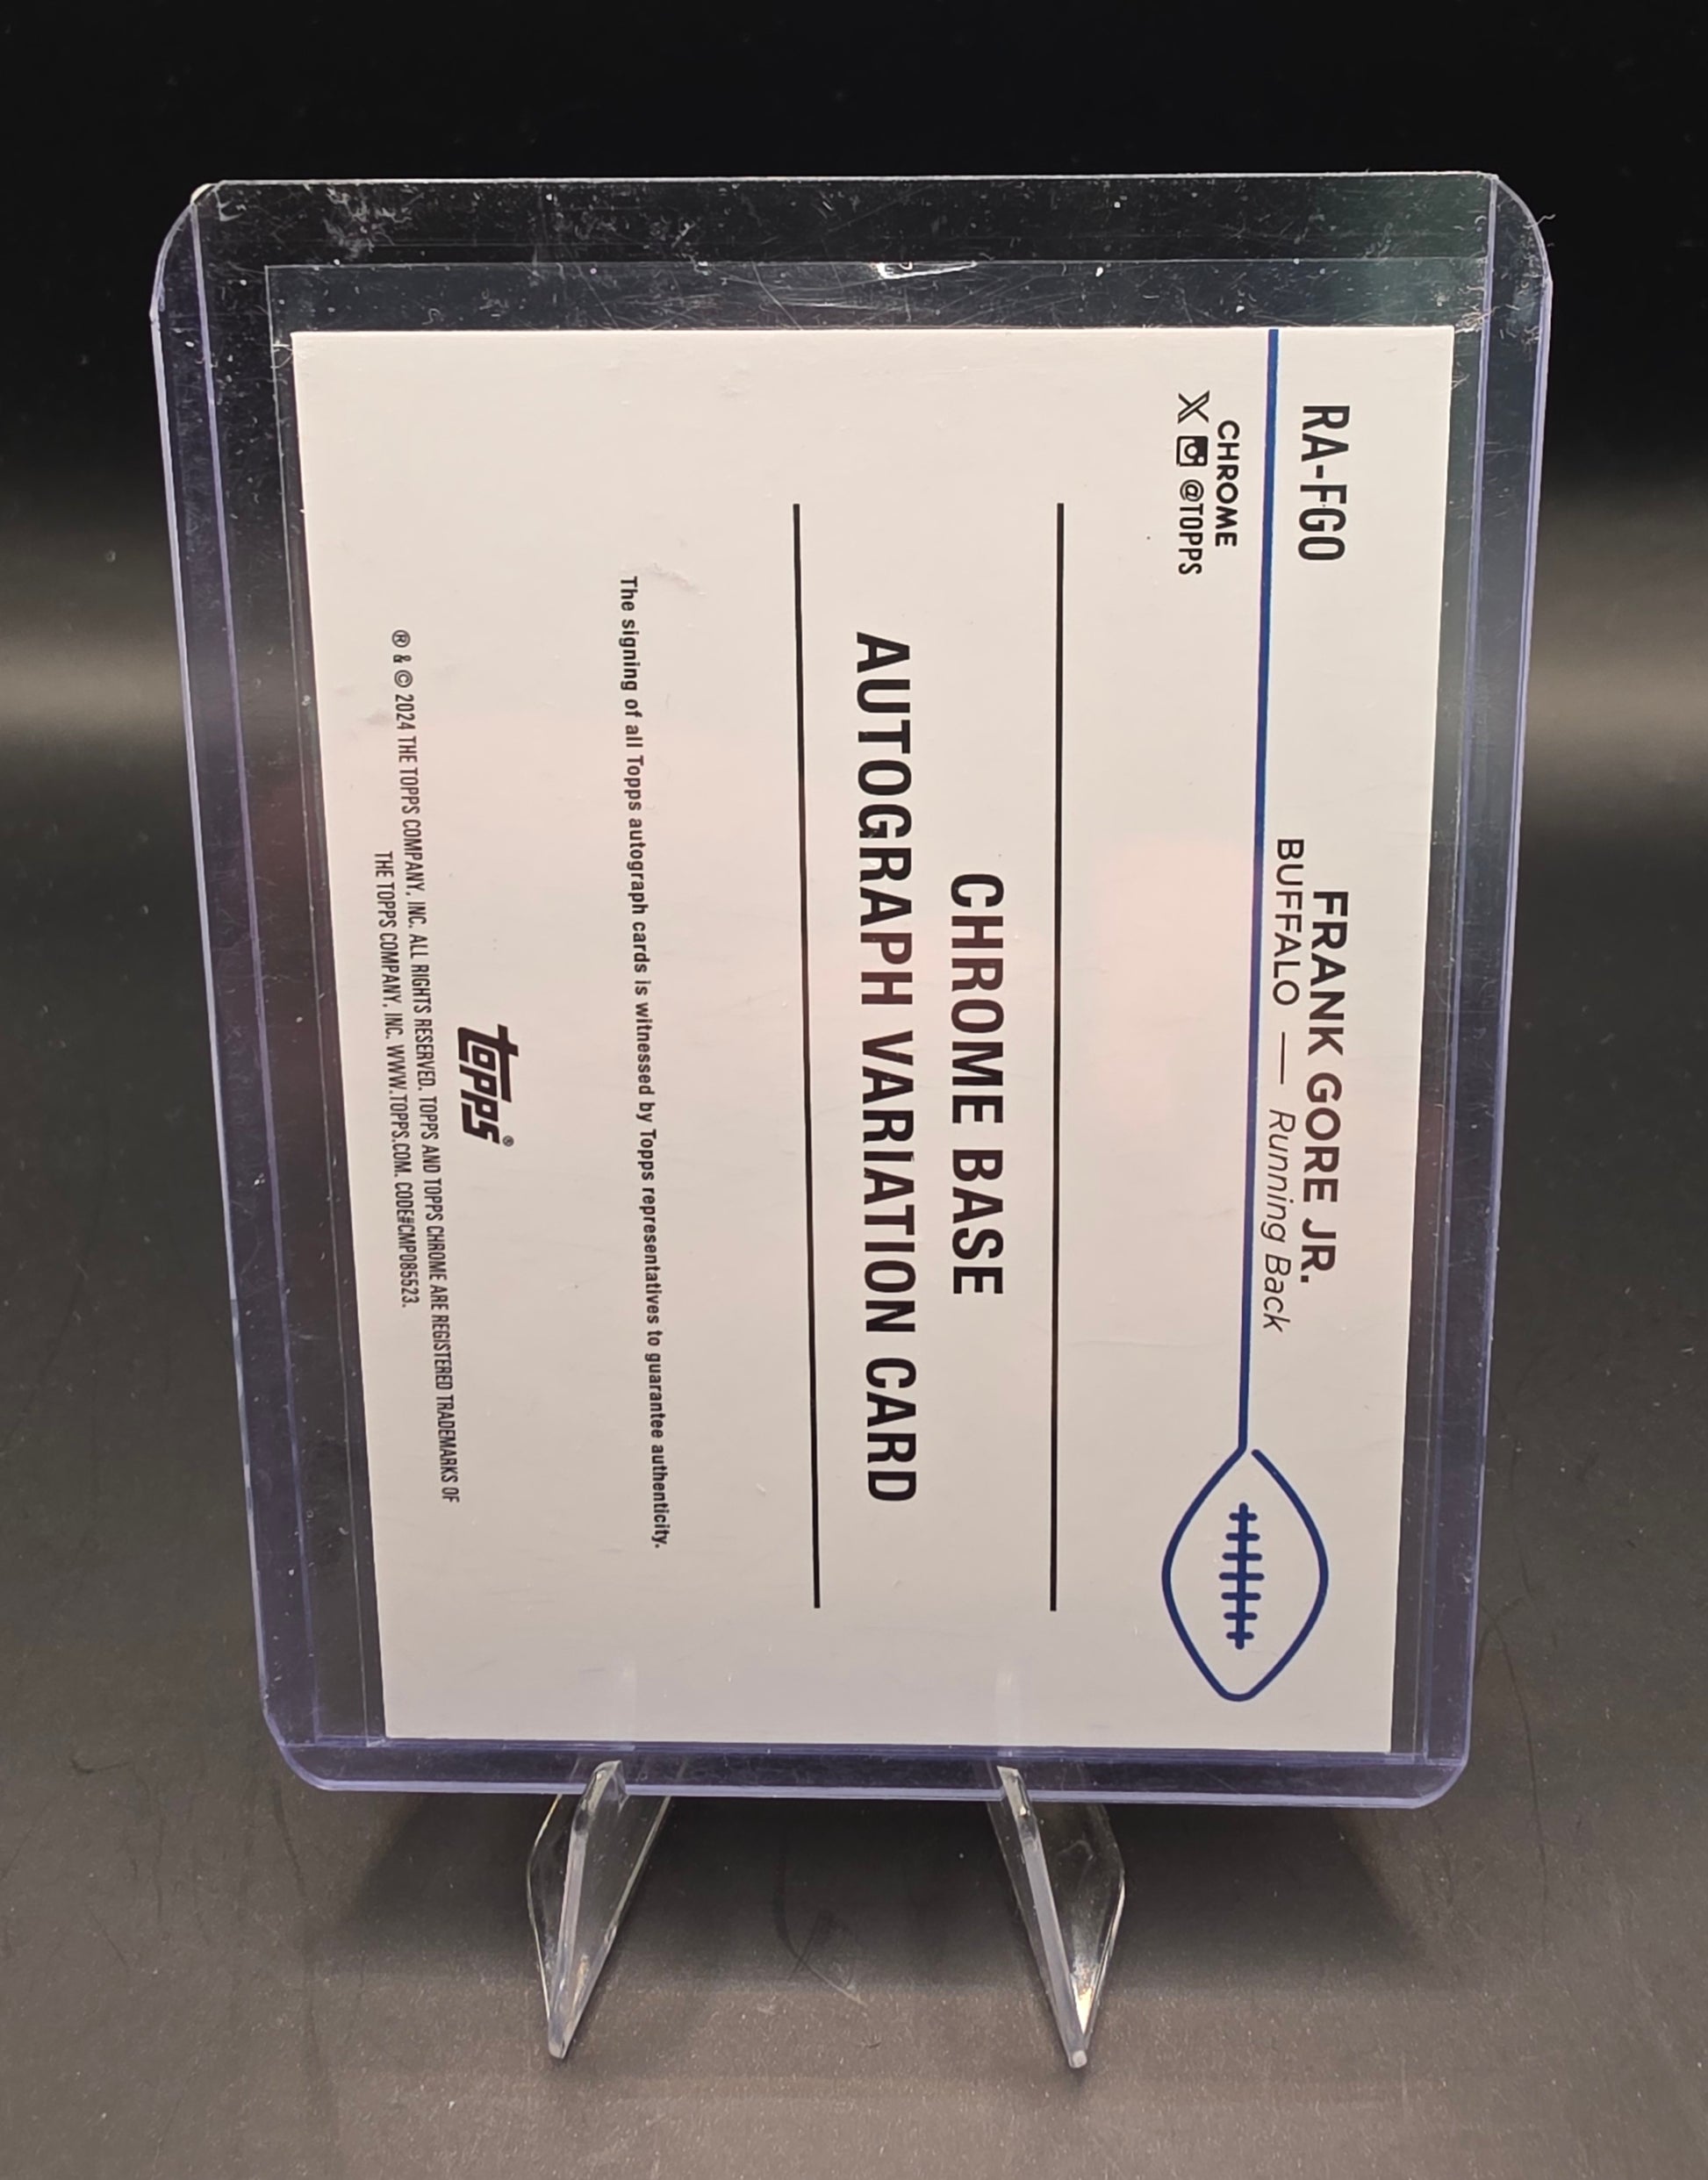 RA-FGO
FRANK GORE JR.
BUFFALO — Running Back
CHROME
X @TOPPS
CHROME BASE
AUTOGRAPH VARIATION CARD
The signing of all Topps autograph cards is witnessed by Topps representatives to guarantee authenticity.
topps®
® & © 2024 THE TOPPS COMPANY, INC. ALL RIGHTS RESERVED. TOPPS AND TOPPS CHROME ARE REGISTERED TRADEMARKS OF
THE TOPPS COMPANY, INC. WWW.TOPPS.COM. CODE#CMP085523.